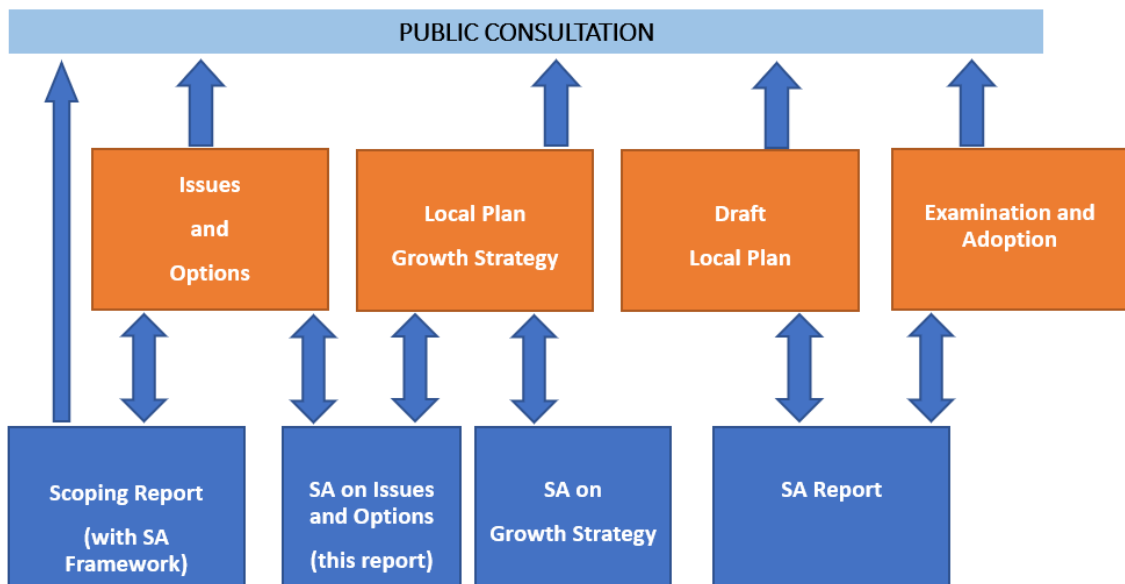 PUBLIC CONSULTATION
Issues
and
Options
Local Plan
Growth Strategy
Draft
Local Plan
Examination and
Adoption
Scoping Report
(with SA
Framework)
SA on Issues
and Options
(this report)
SA on
Growth Strategy
SA Report